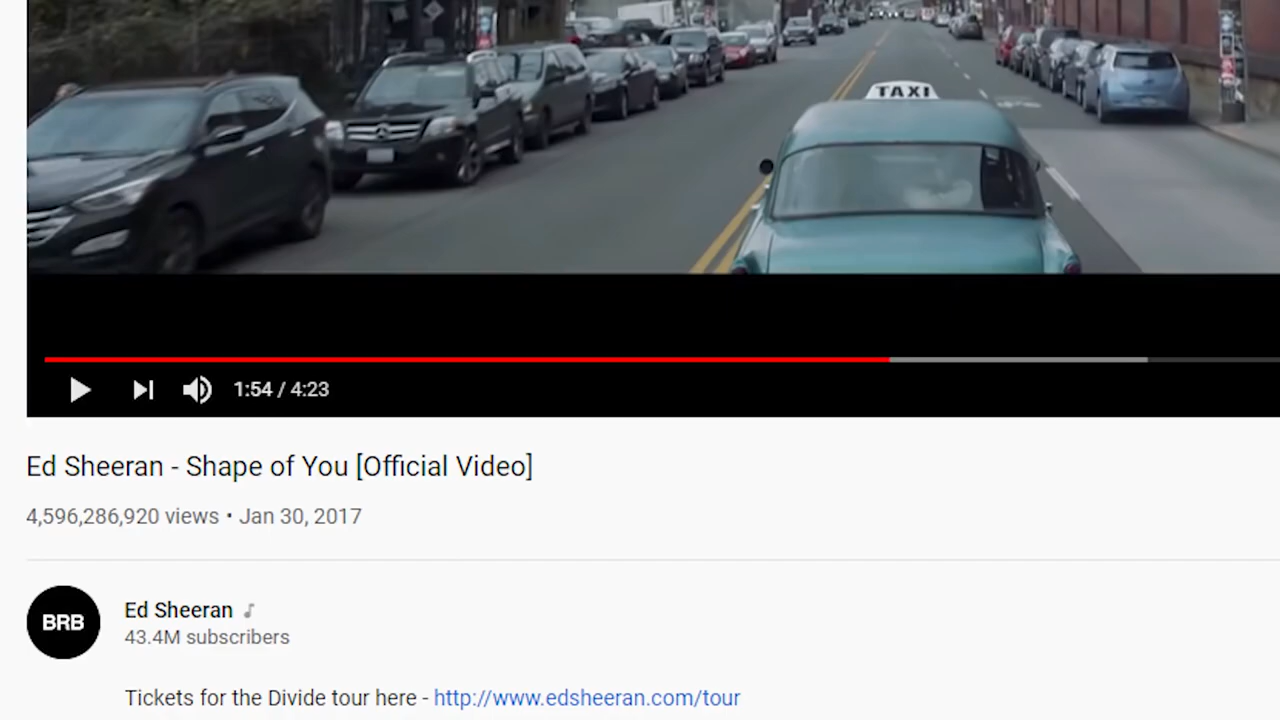 TAXI
1:54 / 4:23
Ed Sheeran - Shape of You [Official Video]
4,596,286,920 views • Jan 30, 2017
BRB
Ed Sheeran
43.4M subscribers
Tickets for the Divide tour here - http://www.edsheeran.com/tour